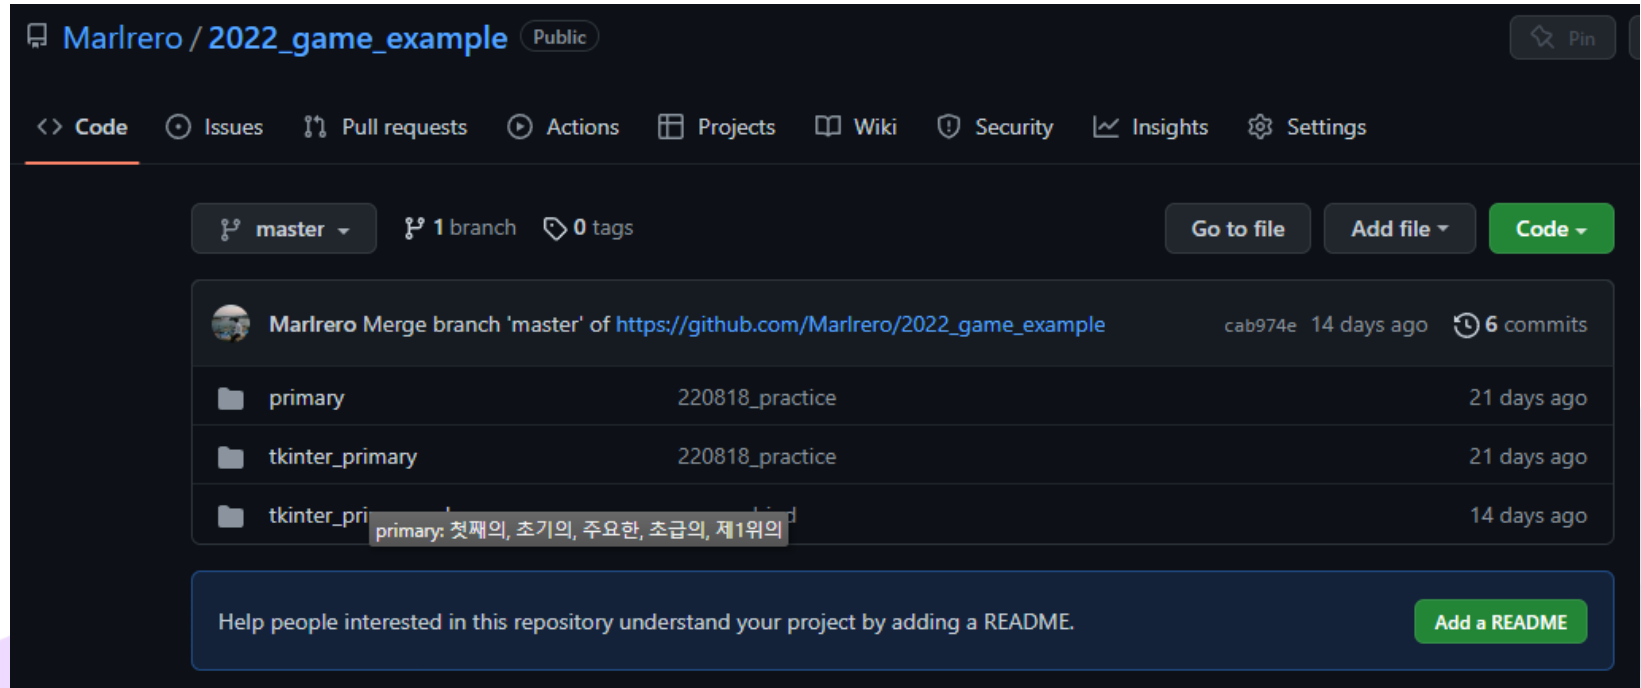 Marlrero / 2022_game_example Public Pin
Code Issues Pull requests Actions Projects Wiki Security Insights Settings
master 1 branch 0 tags Go to file Add file Code
Marlrero Merge branch 'master' of https://github.com/Marlrero/2022_game_example cab974e 14 days ago 6 commits
primary 220818_practice 21 days ago
tkinter_primary 220818_practice 21 days ago
14 days ago
primary: 첫째의, 초기의, 주요한, 초급의, 제1위의
Help people interested in this repository understand your project by adding a README. Add a README